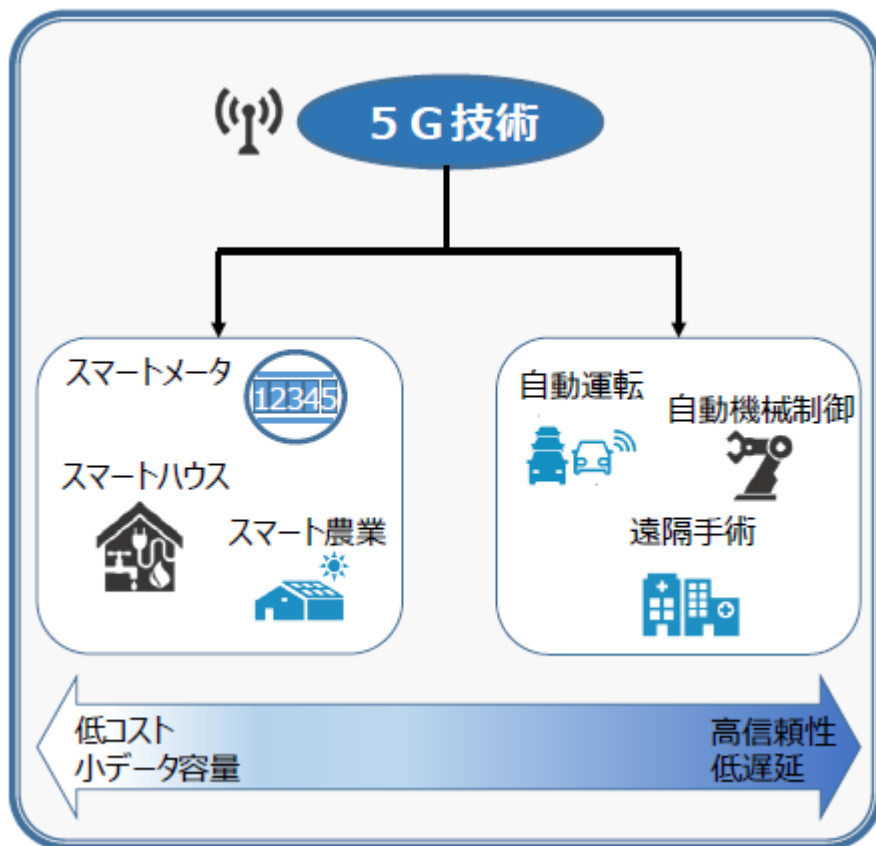 5G技術
スマートメータ
12345
スマートハウス
スマート農業
自動運転
自動機械制御
遠隔手術
低コスト
小データ容量
高信頼性
低遅延